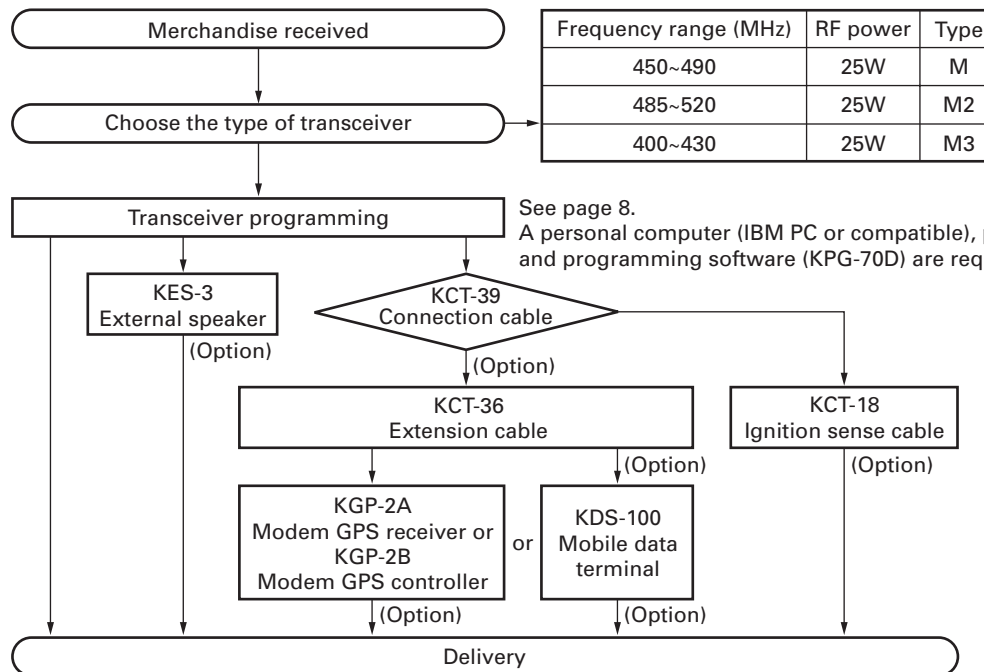 Merchandise received
Frequency range (MHz) RF power Type
450~490 25W M
485~520 25W M2
400~430 25W M3
Choose the type of transceiver
Transceiver programming
See page 8.
A personal computer (IBM PC or compatible),
and programming software (KPG-70D) are
KES-3
External speaker
(Option)
KCT-39
Connection cable
(Option)
KCT-36
Extension cable
(Option)
KCT-18
Ignition sense cable
(Option)
KGP-2A
Modem GPS receiver or
KGP-2B
Modem GPS controller
(Option)
or
KDS-100
Mobile data
terminal
(Option)
Delivery